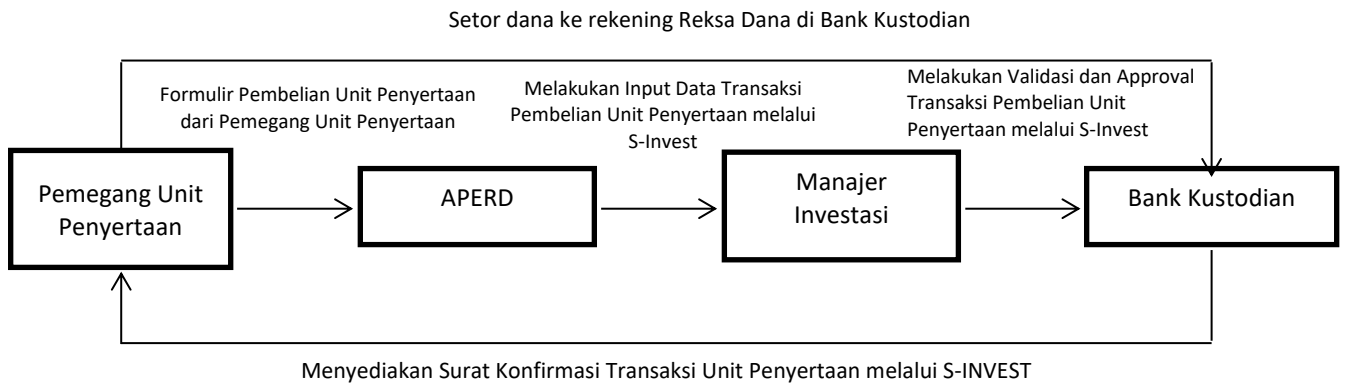 Setor dana ke rekening Reksa Dana di Bank Kustodian
Formulir Pembelian Unit Penyertaan
dari Pemegang Unit Penyertaan
Melakukan Input Data Transaksi
Pembelian Unit Penyertaan melalui
S-Invest
Melakukan Validasi dan Approval
Transaksi Pembelian Unit
Penyertaan melalui S-Invest
Pemegang Unit
Penyertaan
APERD
Manajer
Investasi
Bank Kustodian
Menyediakan Surat Konfirmasi Transaksi Unit Penyertaan melalui S-INVEST